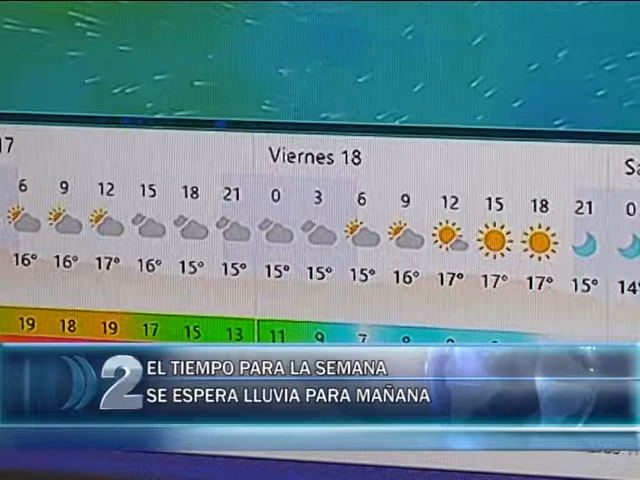 17
Viernes 18
Sa
6 9 12 15 18 21 0 3 6 9 12 15 18 21 0
16° 16° 17° 16° 15° 15° 15° 15° 15° 16° 17° 17° 17° 15° 14°
19 18 19 17 15 13 11 9 7
2
EL TIEMPO PARA LA SEMANA
SE ESPERA LLUVIA PARA MAÑANA